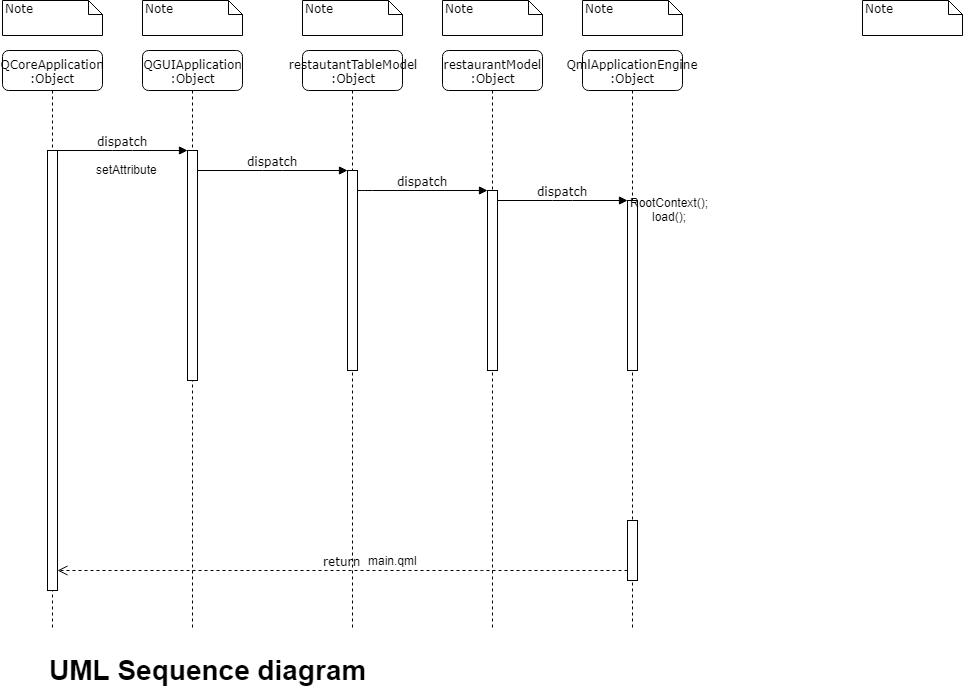 Note
Note
Note
Note
Note
Note
QCoreApplication
:Object
QGUIApplication
:Object
restautantTableModel
:Object
restaurantModel
:Object
QmlApplicationEngine
:Object
dispatch
setAttribute
dispatch
dispatch
dispatch
RootContext();
load();
return main.qml
UML Sequence diagram